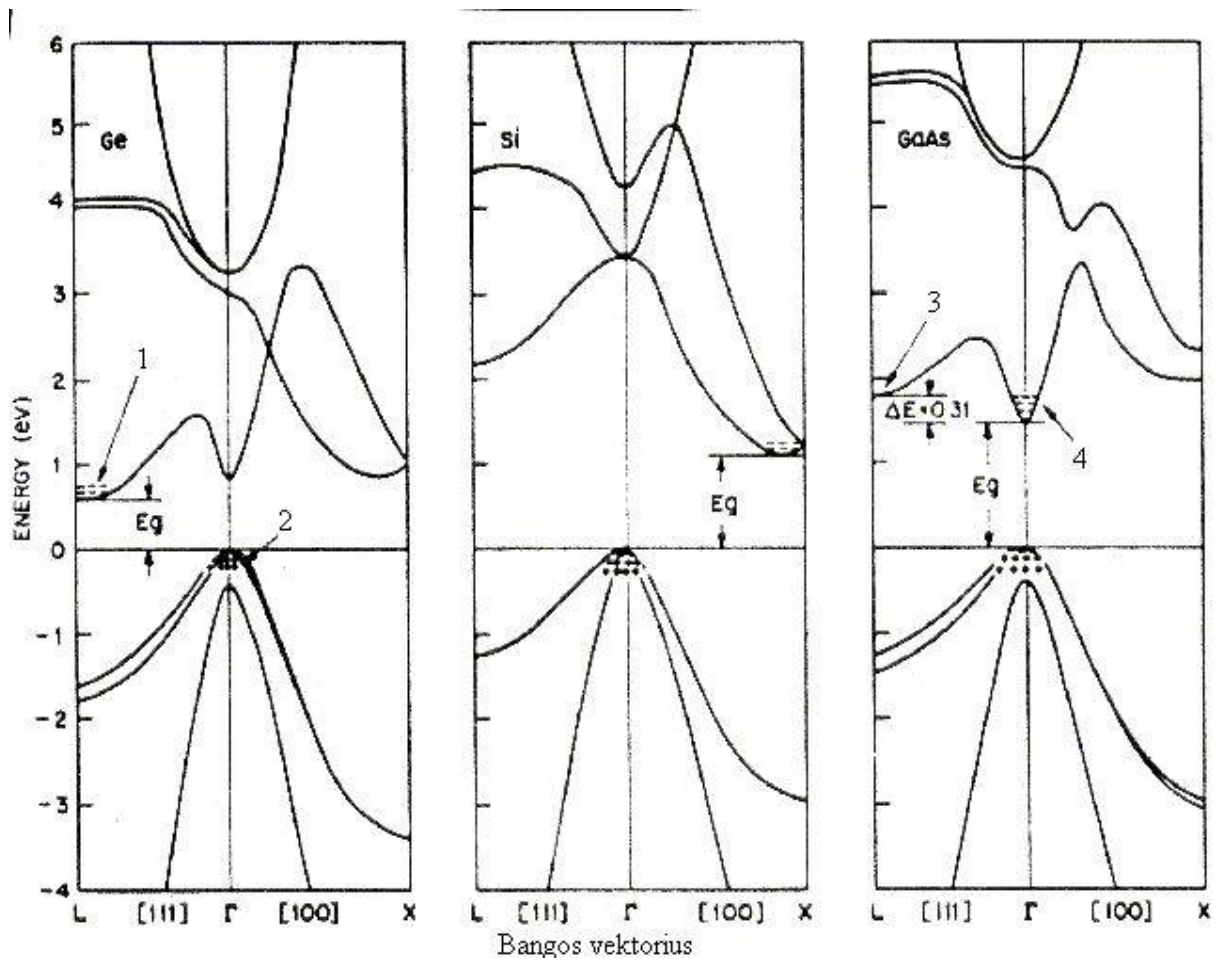 ENERGY (eV)
6
5
4
3
2
1
0
-1
-2
-3
-4
Ge
1
Eg
2
L [111] Γ [100] X
Si
Eg
L [111] Γ [100] X
GaAs
3
ΔE=0.31
4
Eg
L [111] Γ [100] X
Bangos vektorius